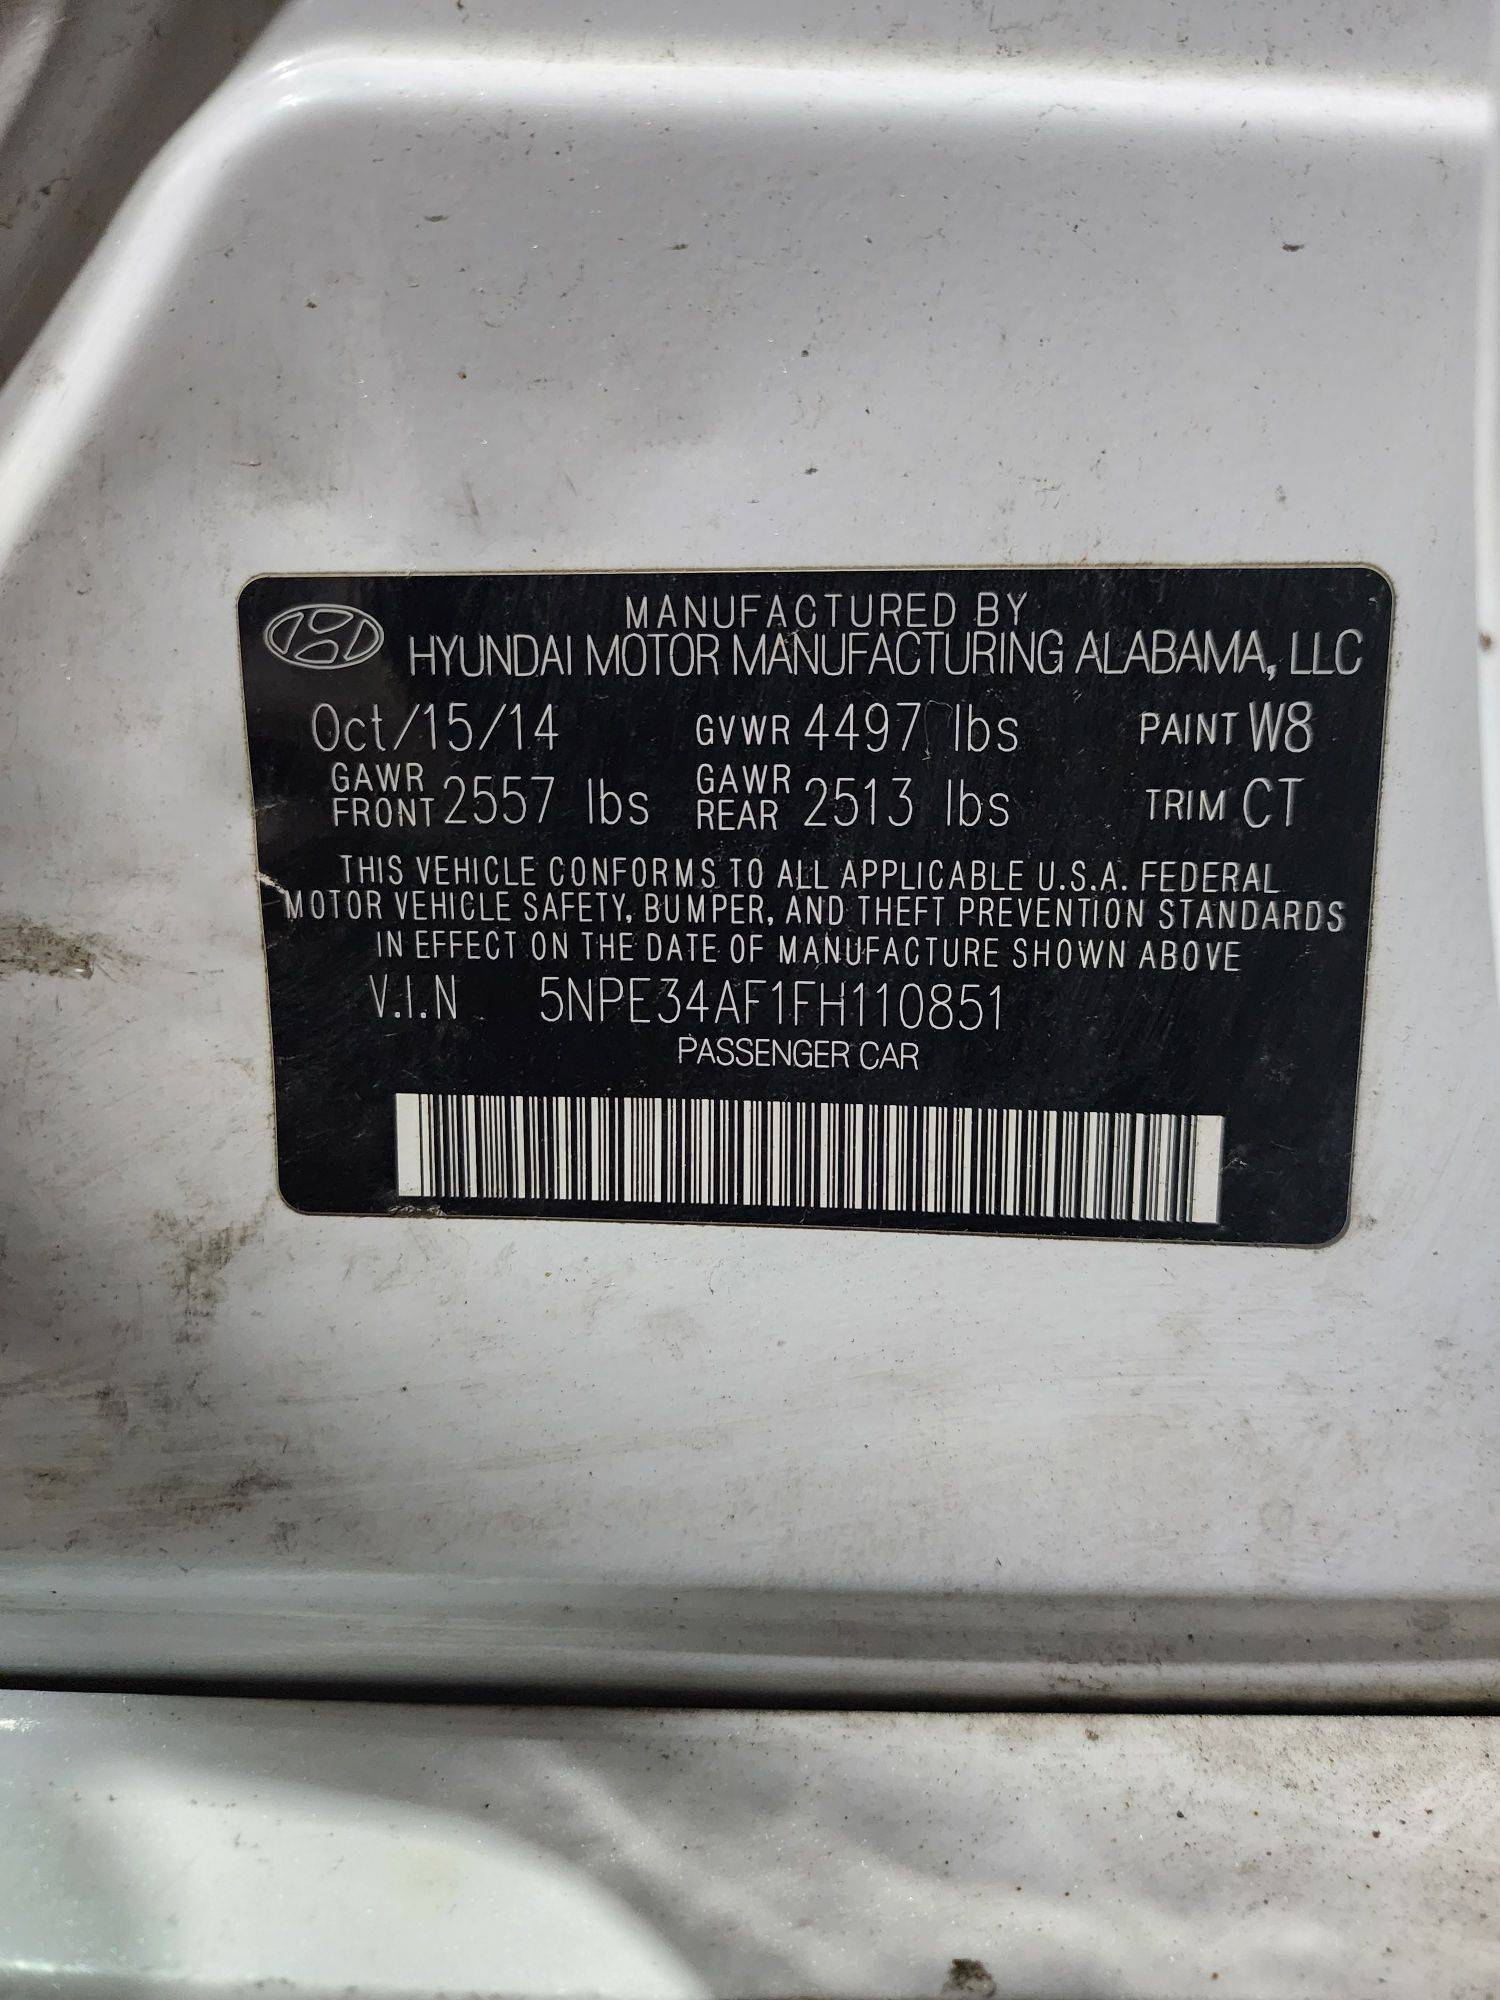 MANUFACTURED BY
HYUNDAI MOTOR MANUFACTURING ALABAMA, LLC
Oct/15/14 GVWR 4497 lbs PAINT W8
GAWR FRONT 2557 lbs GAWR REAR 2513 lbs TRIM CT
THIS VEHICLE CONFORMS TO ALL APPLICABLE U.S.A. FEDERAL
MOTOR VEHICLE SAFETY, BUMPER, AND THEFT PREVENTION STANDARDS
IN EFFECT ON THE DATE OF MANUFACTURE SHOWN ABOVE
V.I.N 5NPE34AF1FH110851
PASSENGER CAR